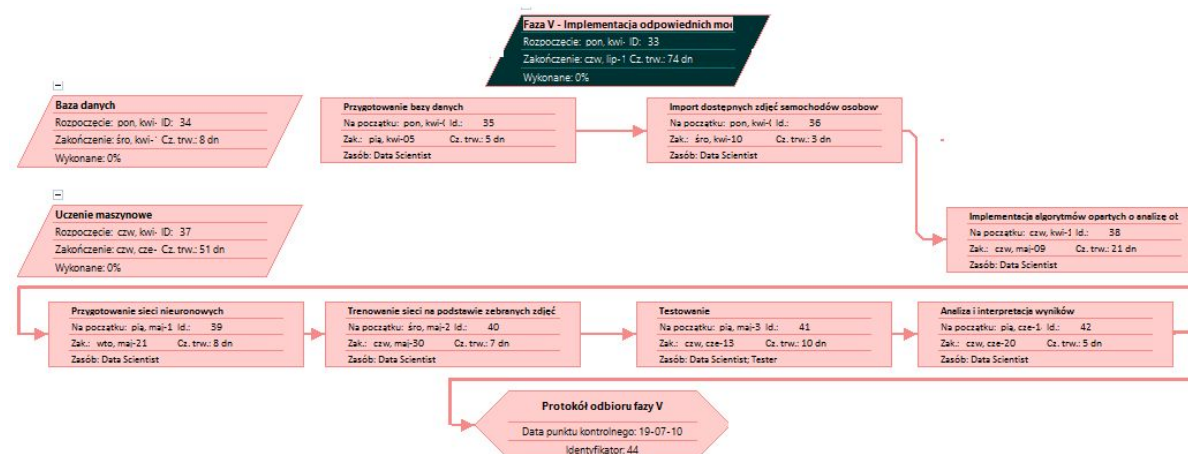 Faza V - Implementacja odpowiednich mod
Rozpoczęcie: pon, kwi- ID: 33
Zakończenie: czw, lip-1 Cz. trw.: 74 dn
Wykonane: 0%
Baza danych
Rozpoczęcie: pon, kwi- ID: 34
Zakończenie: śro, kwi- Cz. trw.: 8 dn
Wykonane: 0%
Przygotowanie bazy danych
Na początku: pon, kwi-( Id.: 35
Zak.: pią, kwi-05 Cz. trw.: 5 dn
Zasób: Data Scientist
Import dostępnych zdjęć samochodów osobow
Na początku: pon, kwi-( Id.: 36
Zak.: śro, kwi-10 Cz. trw.: 3 dn
Zasób: Data Scientist
Uczenie maszynowe
Rozpoczęcie: czw, kwi- ID: 37
Zakończenie: czw, cze- Cz. trw.: 51 dn
Wykonane: 0%
Implementacja algorytmów opartych o analizę ob
Na początku: czw, kwi-1 Id.: 38
Zak.: czw, maj-09 Cz. trw.: 21 dn
Zasób: Data Scientist
Przygotowanie sieci nieuronowych
Na początku: pią, maj-1 Id.: 39
Zak.: wto, maj-21 Cz. trw.: 8 dn
Zasób: Data Scientist
Trenowanie sieci na podstawie zebranych zdjęć
Na początku: śro, maj-2 Id.: 40
Zak.: czw, maj-30 Cz. trw.: 7 dn
Zasób: Data Scientist
Testowanie
Na początku: pią, maj-3 Id.: 41
Zak.: czw, cze-13 Cz. trw.: 10 dn
Zasób: Data Scientist; Tester
Analiza i interpretacja wyników
Na początku: pią, cze-1 Id.: 42
Zak.: czw, cze-20 Cz. trw.: 5 dn
Zasób: Data Scientist
Protokół odbioru fazy V
Data punktu kontrolnego: 19-07-10
Identyfikator: 44